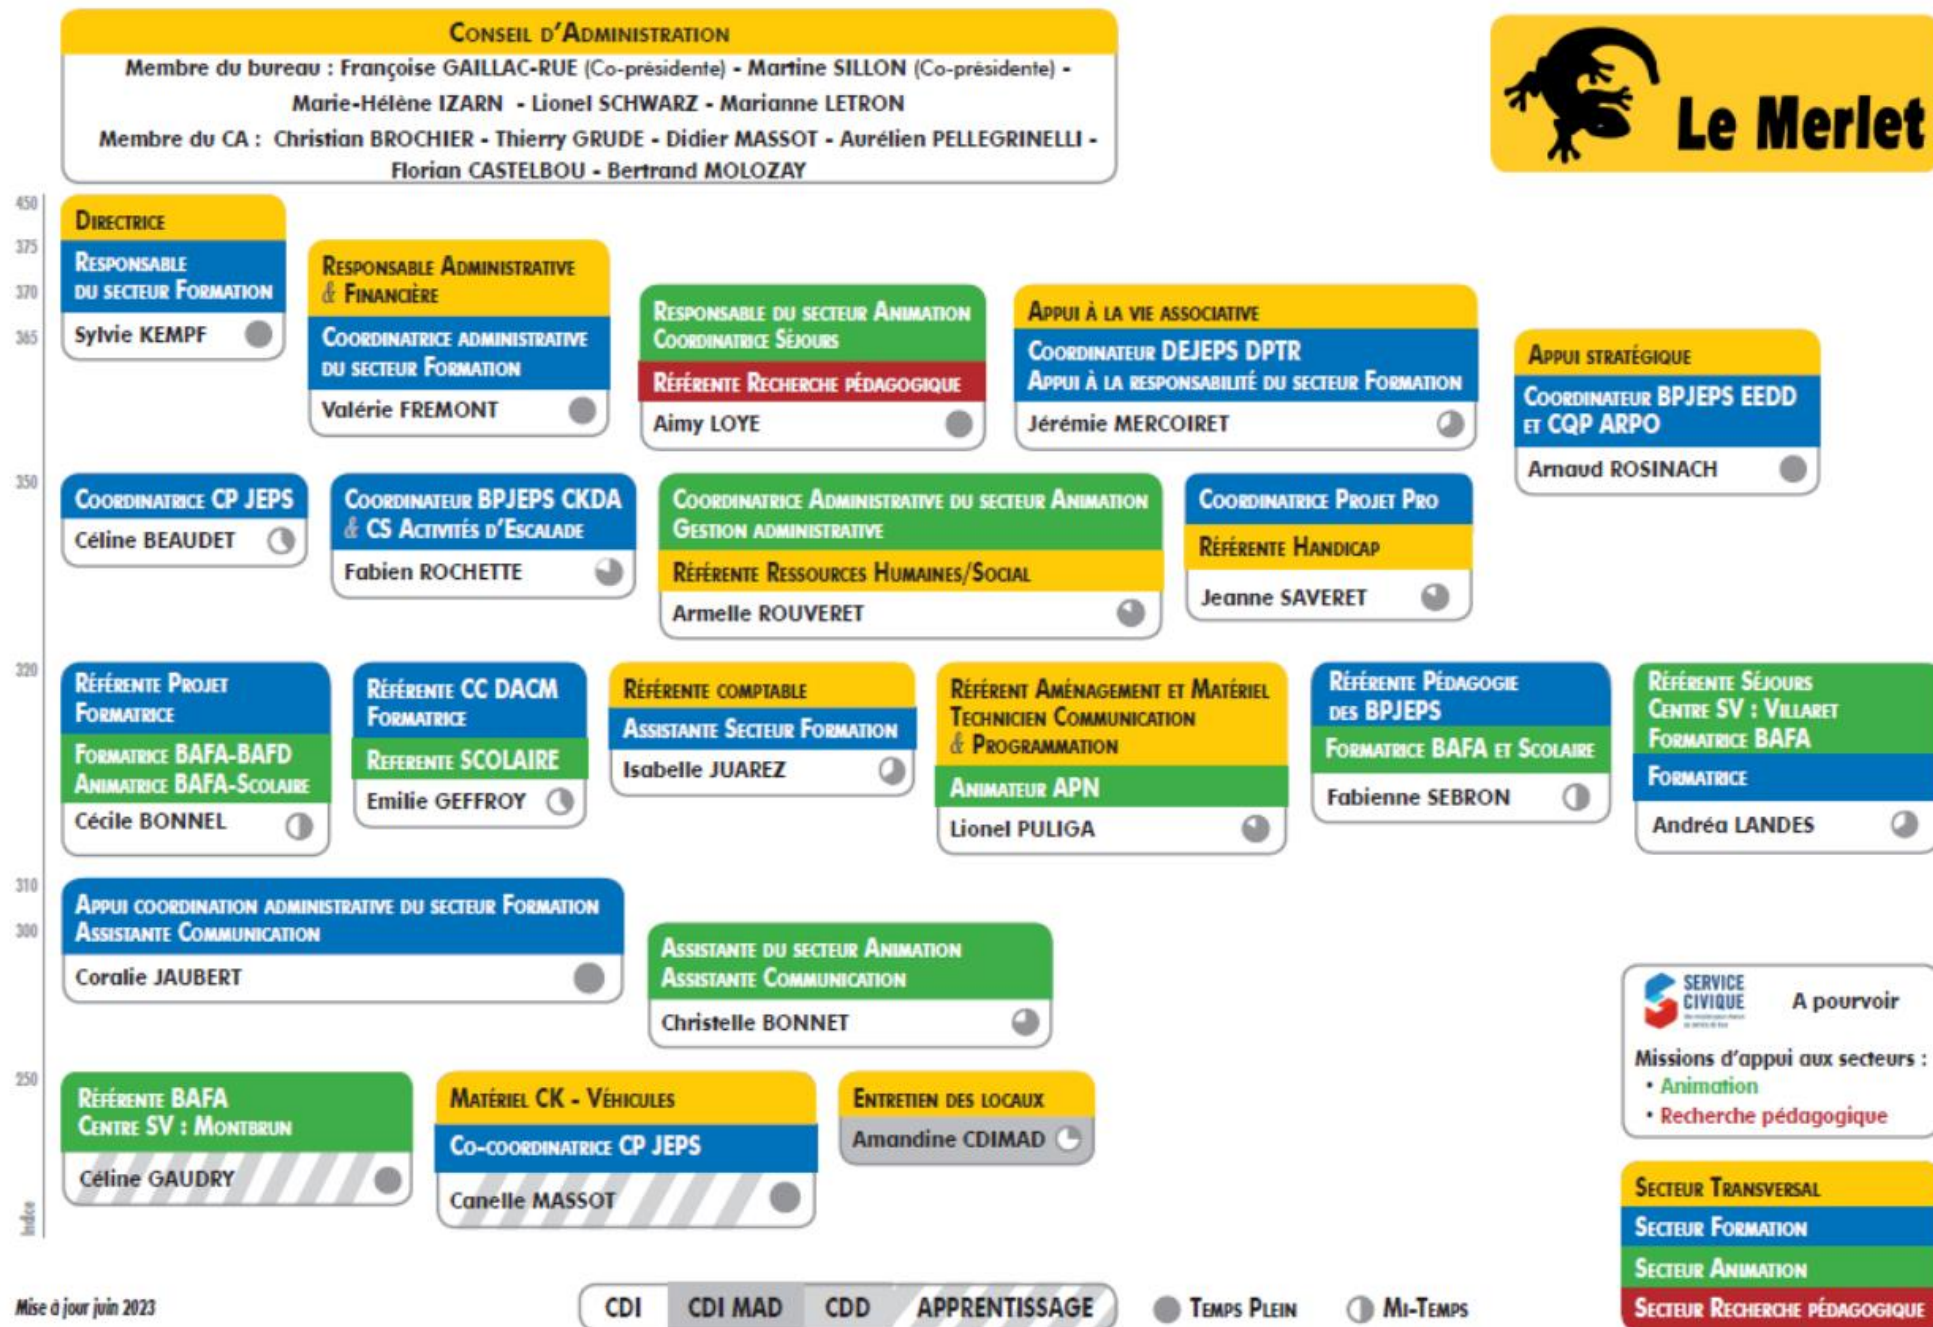 CONSEIL D'ADMINISTRATION
Membre du bureau : Françoise GAILLAC-RUE (Co-présidente) - Martine SILLON (Co-présidente) -
Marie-Hélène IZARN - Lionel SCHWARZ - Marianne LETRON
Membre du CA : Christian BROCHIER - Thierry GRUDE - Didier MASSOT - Aurélien PELLEGRINELLI -
Florian CASTELBOU - Bertrand MOLOZAY
Le Merlet
450
375
370
365
DIRECTRICE
RESPONSABLE
DU SECTEUR FORMATION
Sylvie KEMPF
RESPONSABLE ADMINISTRATIVE
& FINANCIÈRE
COORDINATRICE ADMINISTRATIVE
DU SECTEUR FORMATION
Valérie FREMONT
RESPONSABLE DU SECTEUR ANIMATION
COORDINATRICE SÉJOURS
RÉFÉRENTE RECHERCHE PÉDAGOGIQUE
Aimy LOYE
APPUI À LA VIE ASSOCIATIVE
COORDINATEUR DEJEPS DPTR
APPUI À LA RESPONSABILITÉ DU SECTEUR FORMATION
Jérémie MERCOIRET
APPUI STRATÉGIQUE
COORDINATEUR BPJEPS EEDD
ET CQP ARPO
Arnaud ROSINACH
350
COORDINATRICE CP JEPS
Céline BEAUDET
COORDINATEUR BPJEPS CKDA
& CS ACTIVITÉS D'ESCALADE
Fabien ROCHETTE
COORDINATRICE ADMINISTRATIVE DU SECTEUR ANIMATION
GESTION ADMINISTRATIVE
RÉFÉRENTE RESSOURCES HUMAINES/SOCIAL
Armelle ROUVERET
COORDINATRICE PROJET PRO
RÉFÉRENTE HANDICAP
Jeanne SAVERET
320
RÉFÉRENTE PROJET
FORMATRICE
FORMATRICE BAFA-BAFD
ANIMATRICE BAFA-SCOLAIRE
Cécile BONNEL
RÉFÉRENTE CC DACM
FORMATRICE
REFERENTE SCOLAIRE
Emilie GEFFROY
RÉFÉRENTE COMPTABLE
ASSISTANTE SECTEUR FORMATION
Isabelle JUAREZ
RÉFÉRENT AMÉNAGEMENT ET MATÉRIEL
TECHNICIEN COMMUNICATION
& PROGRAMMATION
ANIMATEUR APN
Lionel PULIGA
RÉFÉRENTE PÉDAGOGIE
DES BPJEPS
FORMATRICE BAFA ET SCOLAIRE
Fabienne SEBRON
RÉFÉRENTE SÉJOURS
CENTRE SV : VILLARET
FORMATRICE BAFA
FORMATRICE
Andréa LANDES
310
300
APPUI COORDINATION ADMINISTRATIVE DU SECTEUR FORMATION
ASSISTANTE COMMUNICATION
Coralie JAUBERT
ASSISTANTE DU SECTEUR ANIMATION
ASSISTANTE COMMUNICATION
Christelle BONNET
SERVICE
CIVIQUE
A pourvoir
Missions d'appui aux secteurs :
• Animation
• Recherche pédagogique
250
RÉFÉRENTE BAFA
CENTRE SV : MONTBRUN
Céline GAUDRY
MATÉRIEL CK - VÉHICULES
CO-COORDINATRICE CP JEPS
Canelle MASSOT
ENTRETIEN DES LOCAUX
Amandine CDIMAD
Indice
SECTEUR TRANSVERSAL
SECTEUR FORMATION
SECTEUR ANIMATION
SECTEUR RECHERCHE PÉDAGOGIQUE
Mise à jour juin 2023
CDI CDI MAD CDD APPRENTISSAGE
TEMPS PLEIN
MI-TEMPS